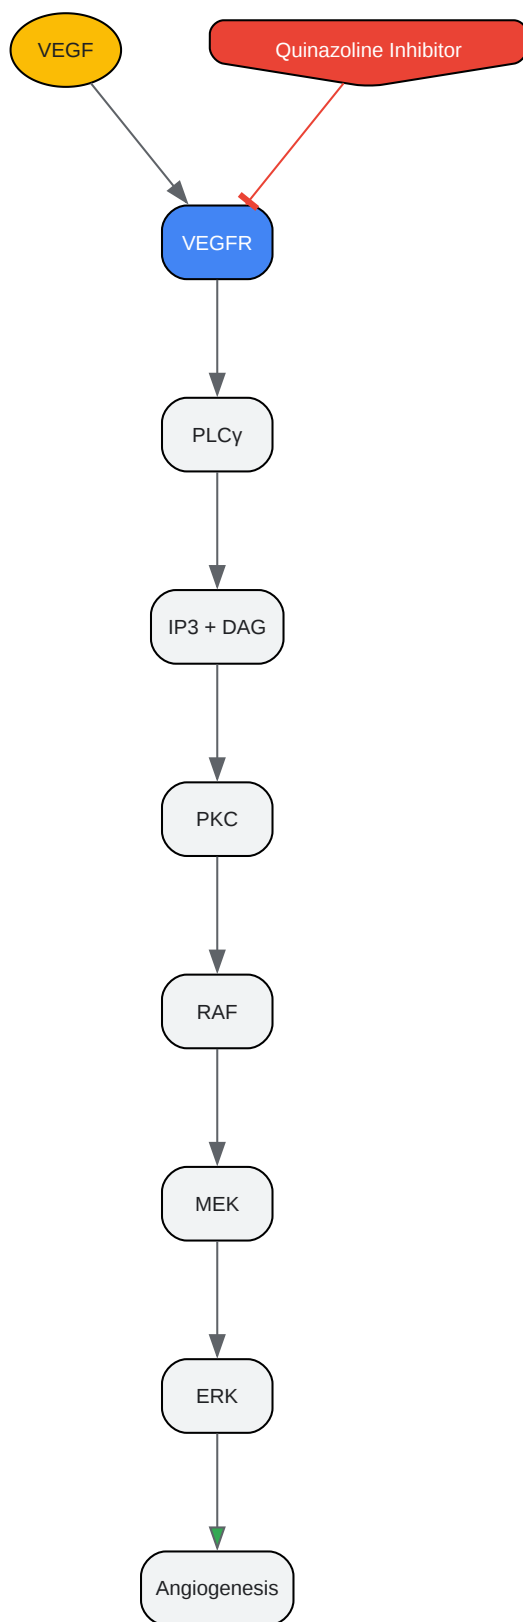 VEGF
Quinazoline Inhibitor
VEGFR
PLCγ
IP3 + DAG
PKC
RAF
MEK
ERK
Angiogenesis